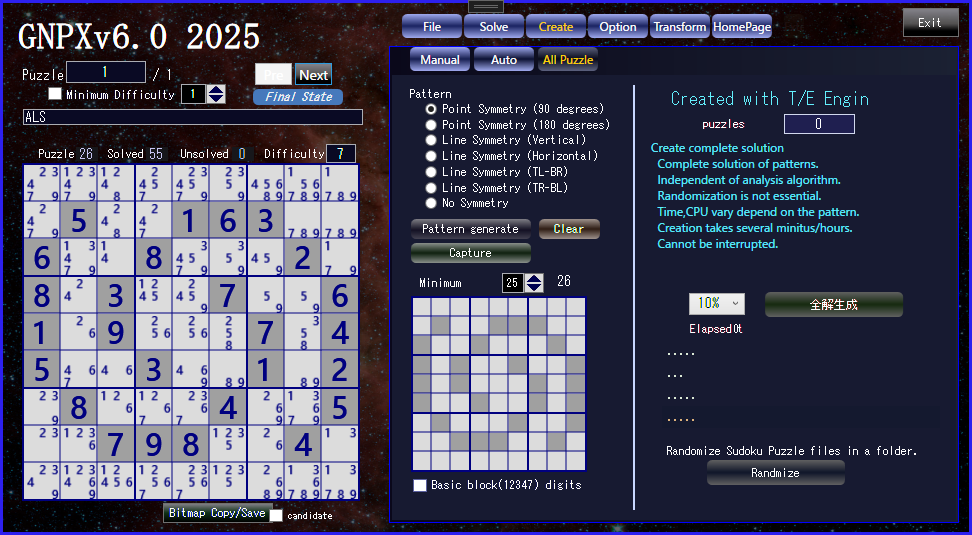 GNPXv6.0 2025
File Solve Create Option Transform HomePage Exit
Manual Auto All Puzzle
Puzzle 1 / 1 Pre Next
Minimum Difficulty 1 Final State
ALS
Puzzle 26 Solved 55 Unsolved 0 Difficulty 7
5 1 6 3
6 8 2
8 3 7 6
1 9 7 4
5 3 1 2
8 4 5
7 9 8 4
Bitmap Copy/Save candidate
Pattern
Point Symmetry (90 degrees)
Point Symmetry (180 degrees)
Line Symmetry (Vertical)
Line Symmetry (Horizontal)
Line Symmetry (TL-BR)
Line Symmetry (TR-BL)
No Symmetry
Pattern generate Clear
Capture
Minimum 25 26
Basic block(12347) digits
Created with T/E Engin
puzzles 0
Create complete solution
Complete solution of patterns.
Independent of analysis algorithm.
Randomization is not essential.
Time,CPU vary depend on the pattern.
Creation takes several minitus/hours.
Cannot be interrupted.
10% 全解生成
Elapsed0t
.....
...
.....
.....
Randomize Sudoku Puzzle files in a folder.
Randmize